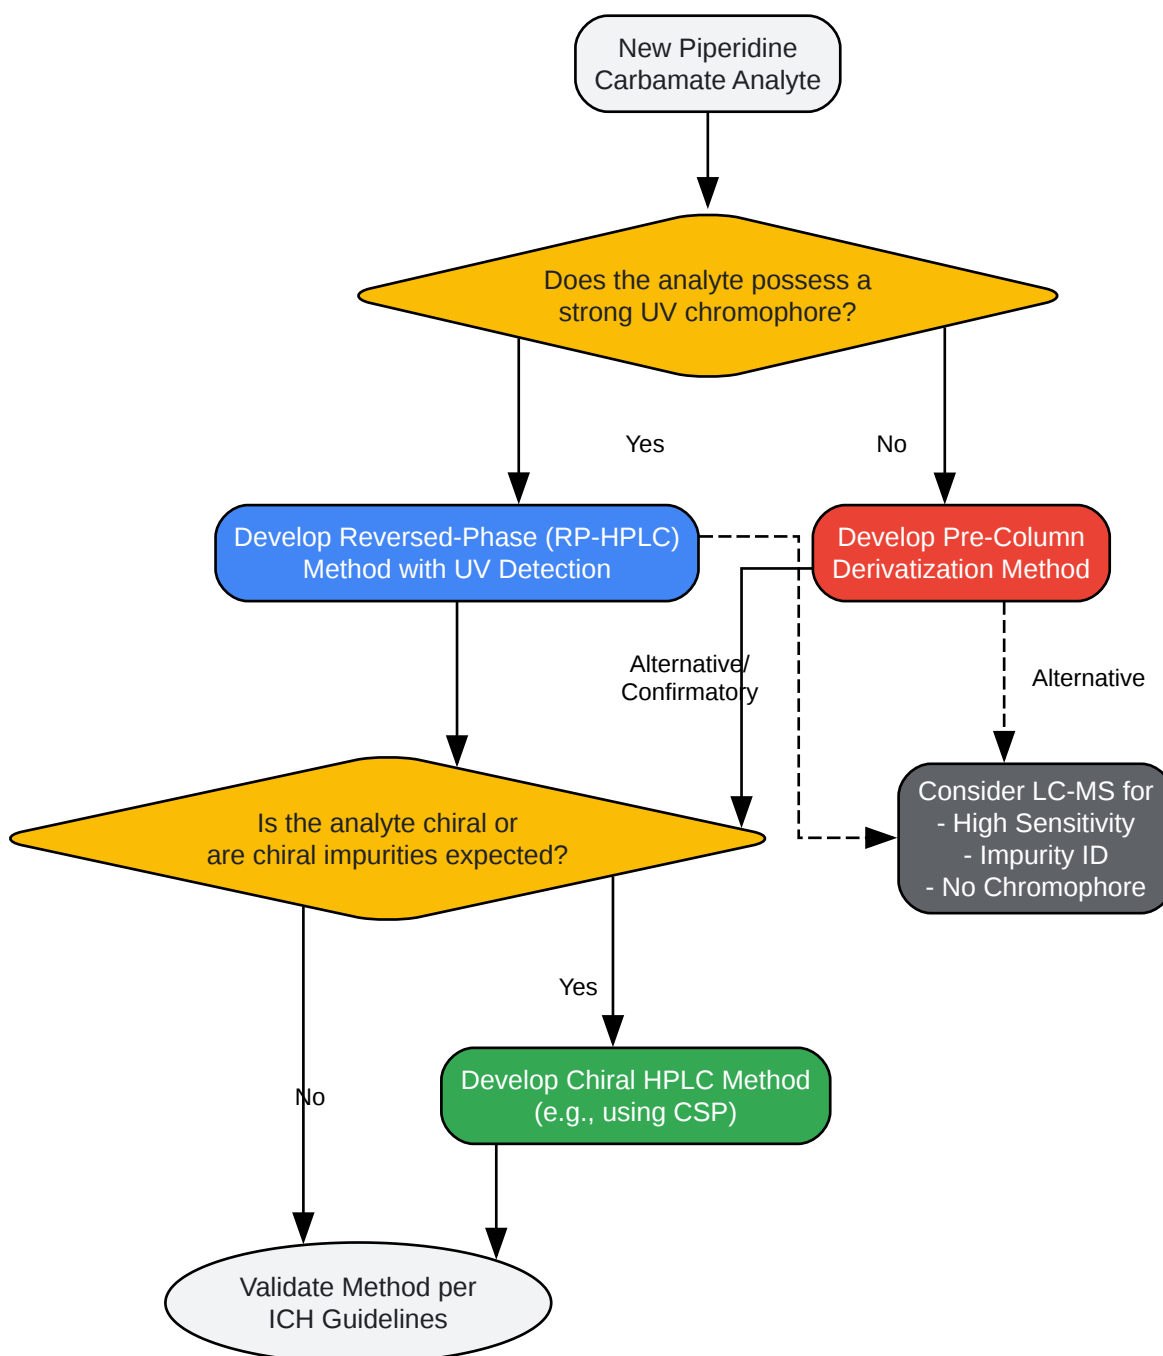 New Piperidine
Carbamate Analyte
Does the analyte possess a
strong UV chromophore?
Yes
No
Develop Reversed-Phase (RP-HPLC)
Method with UV Detection
Develop Pre-Column
Derivatization Method
Alternative/
Confirmatory
Alternative
Consider LC-MS for
- High Sensitivity
- Impurity ID
- No Chromophore
Is the analyte chiral or
are chiral impurities expected?
Yes
No
Develop Chiral HPLC Method
(e.g., using CSP)
Validate Method per
ICH Guidelines